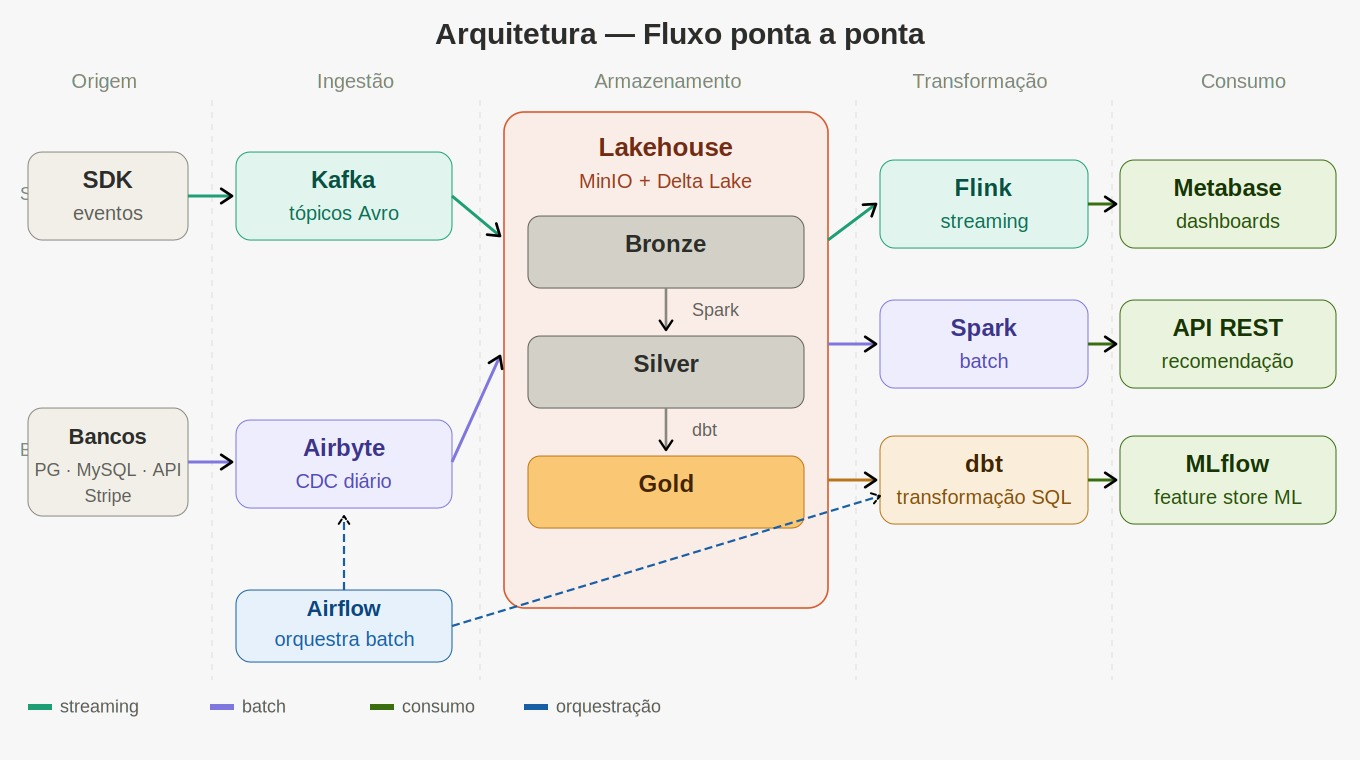 Arquitetura — Fluxo ponta a ponta
Origem
Ingestão
Armazenamento
Transformação
Consumo
SDK
eventos
Kafka
tópicos Avro
Lakehouse
MinIO + Delta Lake
Bronze
Spark
Silver
dbt
Gold
Flink
streaming
Metabase
dashboards
Spark
batch
API REST
recomendação
Bancos
PG · MySQL · API
Stripe
Airbyte
CDC diário
dbt
transformação SQL
MLflow
feature store ML
Airflow
orquestra batch
streaming
batch
consumo
orquestração